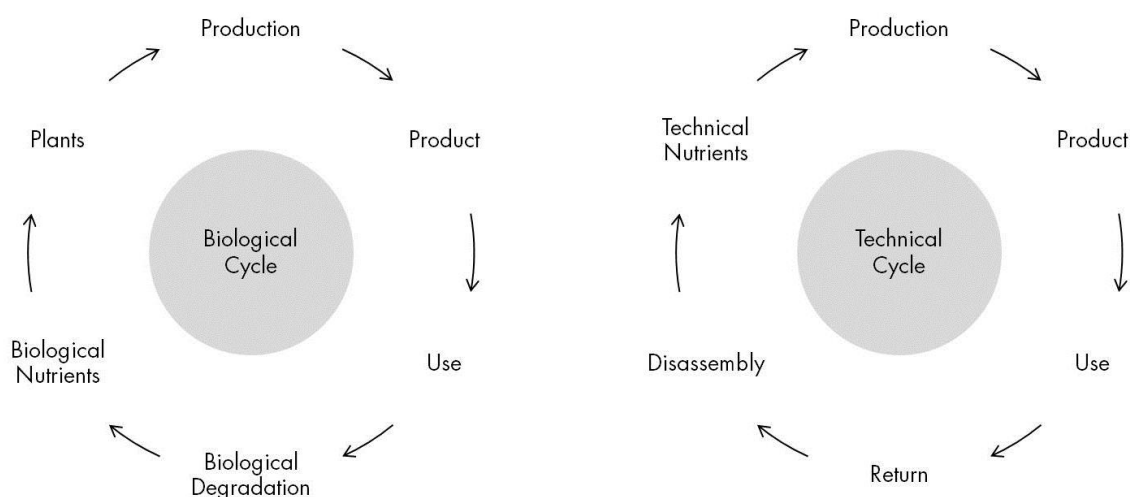 Production
Product
Use
Biological
Degradation
Biological
Nutrients
Plants
Biological
Cycle
Production
Product
Use
Return
Disassembly
Technical
Nutrients
Technical
Cycle